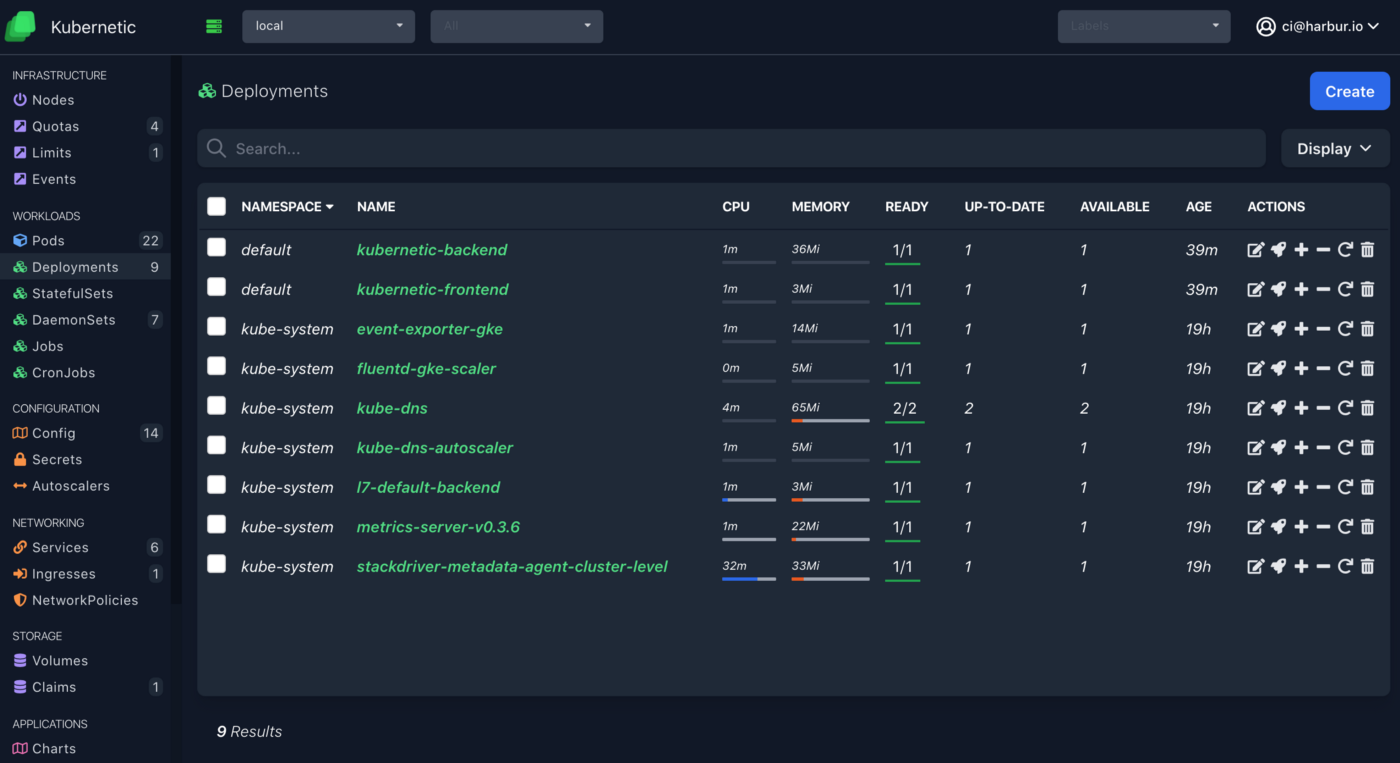 Kubernetic
local
All
Labels
ci@harbur.io
INFRASTRUCTURE
Nodes
Quotas 4
Limits 1
Events
WORKLOADS
Pods 22
Deployments 9
StatefulSets
DaemonSets 7
Jobs
CronJobs
CONFIGURATION
Config 14
Secrets
Autoscalers
NETWORKING
Services 6
Ingresses 1
NetworkPolicies
STORAGE
Volumes
Claims 1
APPLICATIONS
Charts
Deployments
Create
Search...
Display
NAMESPACE NAME CPU MEMORY READY UP-TO-DATE AVAILABLE AGE ACTIONS
default kubernetic-backend 1m 36Mi 1/1 1 1 39m
default kubernetic-frontend 1m 3Mi 1/1 1 1 39m
kube-system event-exporter-gke 1m 14Mi 1/1 1 1 19h
kube-system fluentd-gke-scaler 0m 5Mi 1/1 1 1 19h
kube-system kube-dns 4m 65Mi 2/2 2 2 19h
kube-system kube-dns-autoscaler 1m 5Mi 1/1 1 1 19h
kube-system l7-default-backend 1m 3Mi 1/1 1 1 19h
kube-system metrics-server-v0.3.6 1m 22Mi 1/1 1 1 19h
kube-system stackdriver-metadata-agent-cluster-level 32m 33Mi 1/1 1 1 19h
9 Results